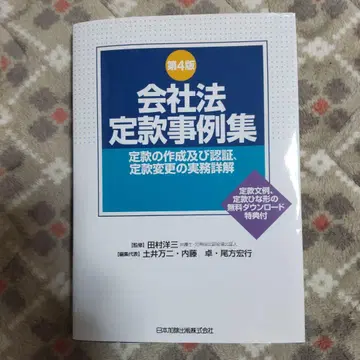 第4版
会社法
定款事例集
定款の作成及び認証、
定款変更の実務詳解
定款文例、
定款ひな形の
無料ダウンロード
特典付
[監修] 田村洋三
[編集代表] 土井万二・内藤 卓・尾方宏行
日本加除出版株式会社